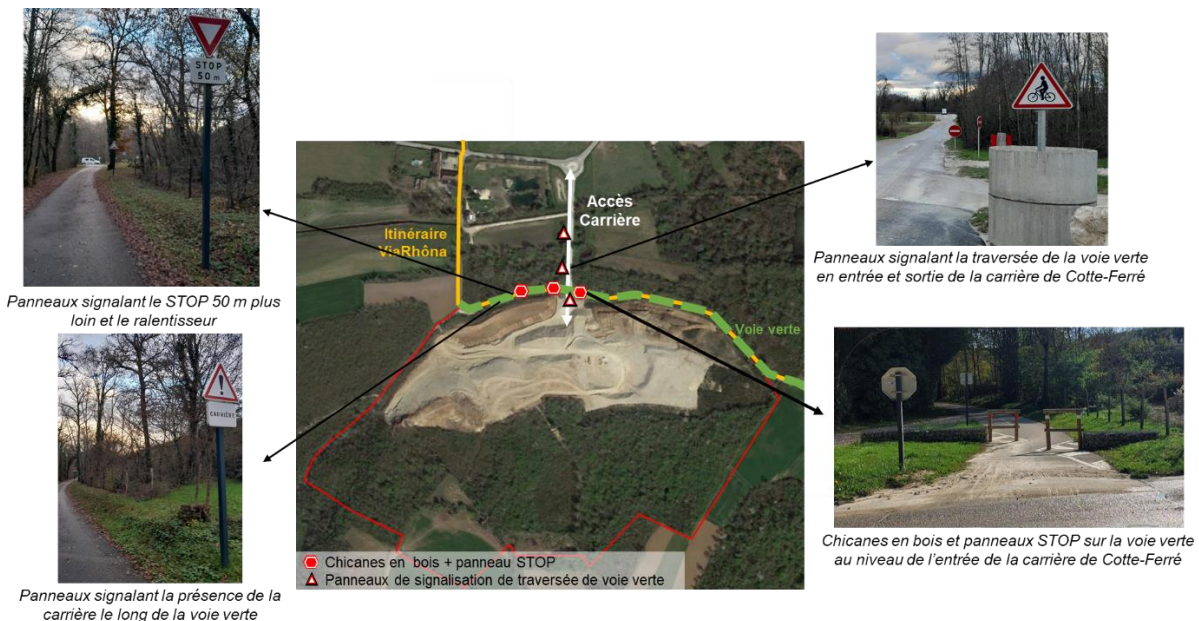 STOP
50 m
Panneaux signalant le STOP 50 m plus
loin et le ralentisseur
CARRIÈRE
Panneaux signalant la présence de la
carrière le long de la voie verte
Itinéraire
ViaRhôna
Accès
Carrière
Voie verte
Chicanes en bois + panneau STOP
Panneaux de signalisation de traversée de voie verte
Panneaux signalant la traversée de la voie verte
en entrée et sortie de la carrière de Cotte-Ferré
Chicanes en bois et panneaux STOP sur la voie verte
au niveau de l'entrée de la carrière de Cotte-Ferré